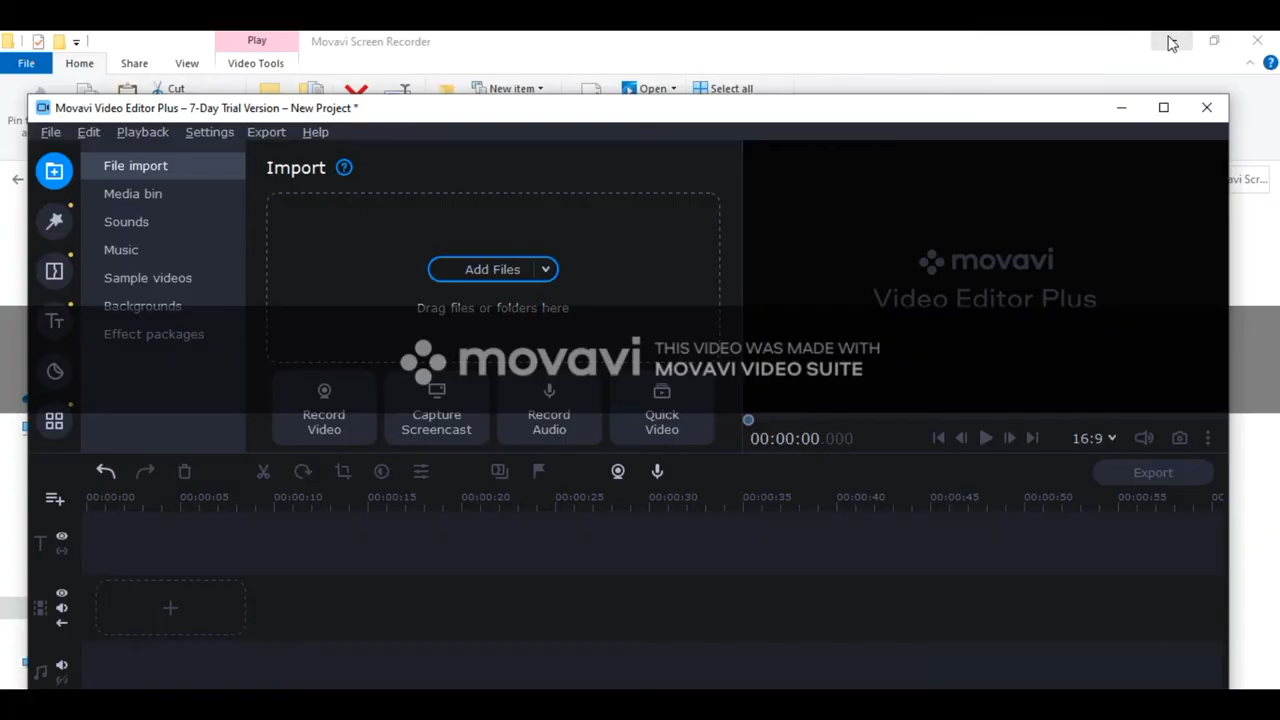 Play
Movavi Screen Recorder
File
Home
Share
View
Video Tools
Cut
New item
Open
Select all
Pin
Movavi Video Editor Plus – 7-Day Trial Version – New Project *
File Edit Playback Settings Export Help
avi Scr...
File import
Media bin
Sounds
Music
Sample videos
Backgrounds
Effect packages
Import
?
Add Files
Drag files or folders here
Record Video
Capture Screencast
Record Audio
Quick Video
movavi
Video Editor Plus
movavi
THIS VIDEO WAS MADE WITH
MOVAVI VIDEO SUITE
00:00:00.000
16:9
Export
00:00:00 00:00:05 00:00:10 00:00:15 00:00:20 00:00:25 00:00:30 00:00:35 00:00:40 00:00:45 00:00:50 00:00:55